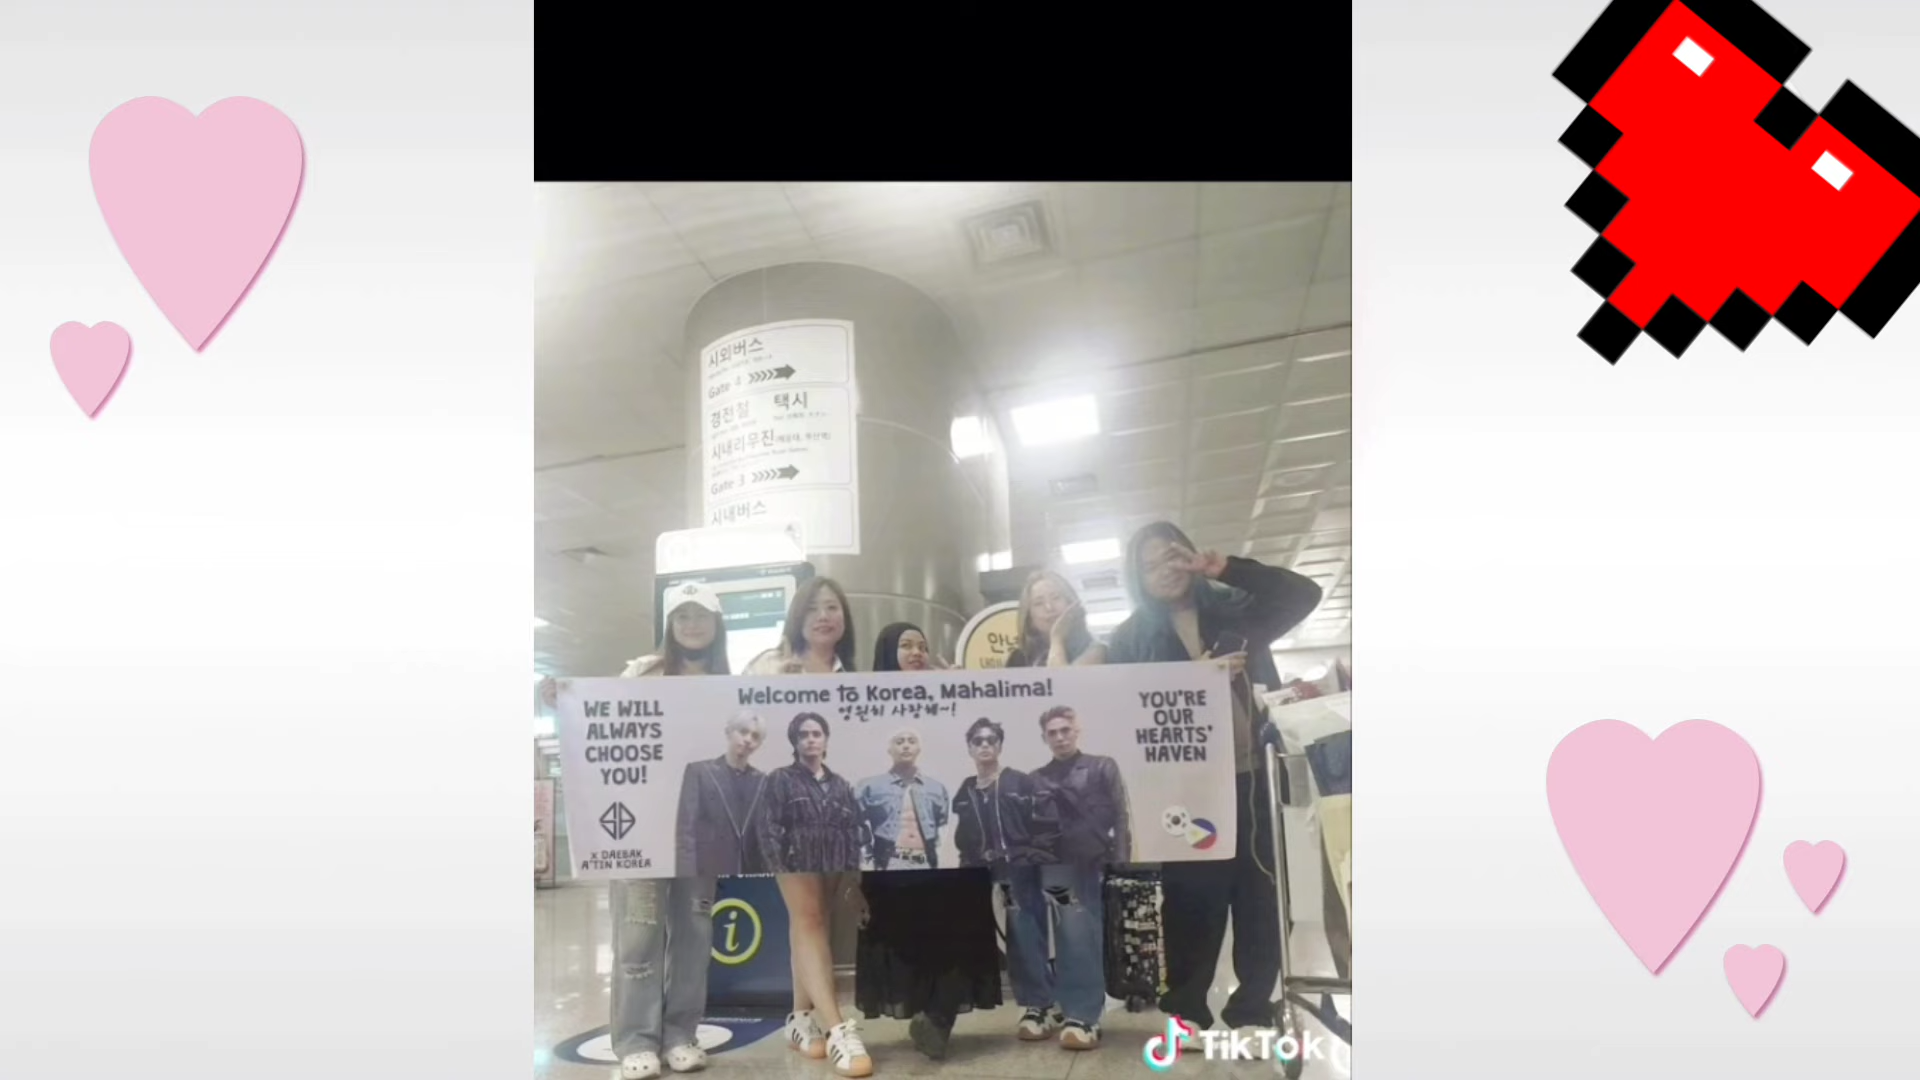 시외버스
Gate 4
경전철 택시
시내리무진
Gate 3
시내버스
안녕
Welcome to Korea, Mahalima!
영원히 사랑해~!
WE WILL
ALWAYS
CHOOSE
YOU!
X DAEBAK
A'TIN KOREA
YOU'RE
OUR
HEARTS'
HAVEN
i
TikTok